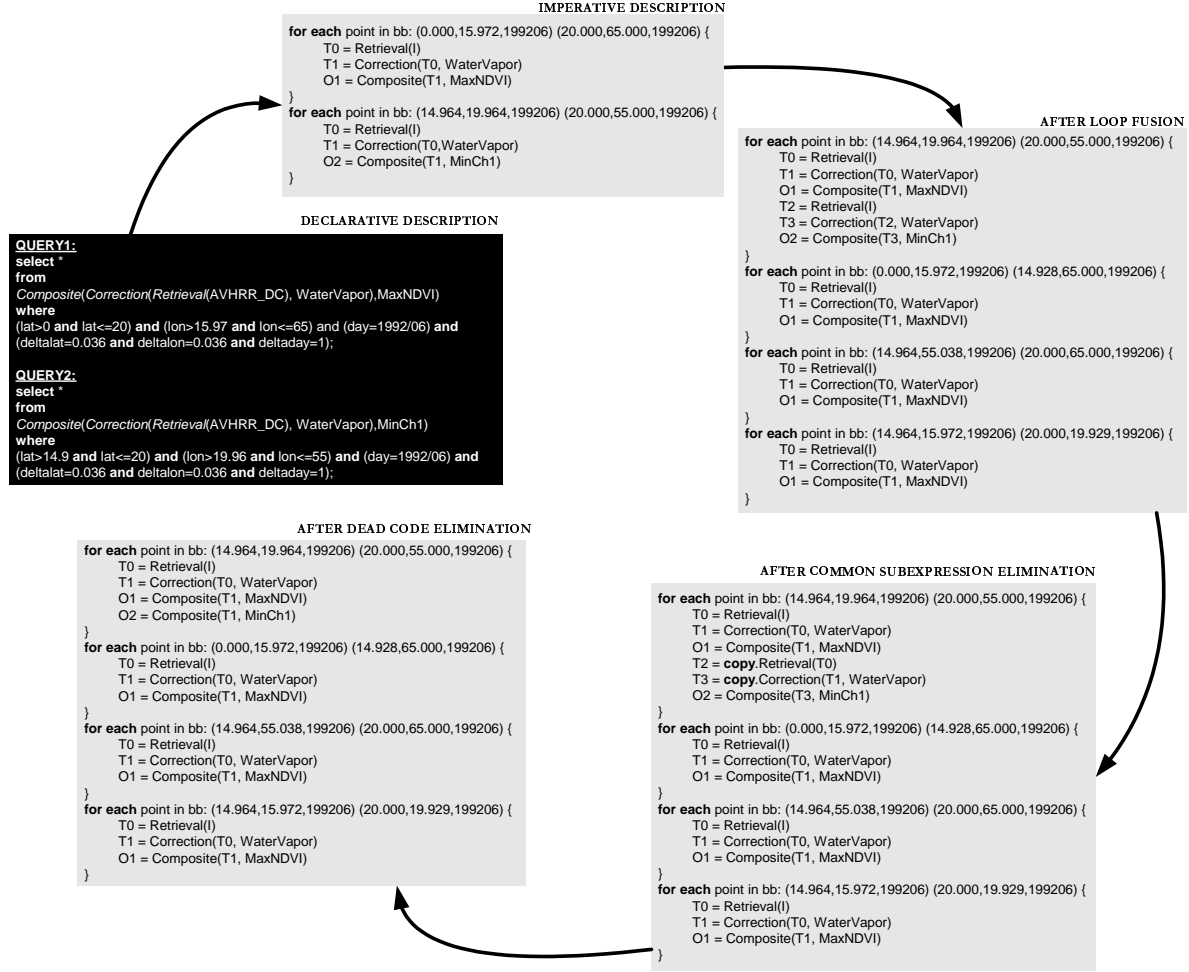 IMPERATIVE DESCRIPTION
for each point in bb: (0.000,15.972,199206) (20.000,65.000,199206) {
T0 = Retrieval(I)
T1 = Correction(T0, WaterVapor)
O1 = Composite(T1, MaxNDVI)
}
for each point in bb: (14.964,19.964,199206) (20.000,55.000,199206) {
T0 = Retrieval(I)
T1 = Correction(T0,WaterVapor)
O2 = Composite(T1, MinCh1)
}
DECLARATIVE DESCRIPTION
QUERY1:
select *
from
Composite(Correction(Retrieval(AVHRR_DC), WaterVapor),MaxNDVI)
where
(lat>0 and lat<=20) and (lon>15.97 and lon<=65) and (day=1992/06) and
(deltalat=0.036 and deltalon=0.036 and deltaday=1);
QUERY2:
select *
from
Composite(Correction(Retrieval(AVHRR_DC), WaterVapor),MinCh1)
where
(lat>14.9 and lat<=20) and (lon>19.96 and lon<=55) and (day=1992/06) and
(deltalat=0.036 and deltalon=0.036 and deltaday=1);
AFTER LOOP FUSION
for each point in bb: (14.964,19.964,199206) (20.000,55.000,199206) {
T0 = Retrieval(I)
T1 = Correction(T0, WaterVapor)
O1 = Composite(T1, MaxNDVI)
T2 = Retrieval(I)
T3 = Correction(T2, WaterVapor)
O2 = Composite(T3, MinCh1)
}
for each point in bb: (0.000,15.972,199206) (14.928,65.000,199206) {
T0 = Retrieval(I)
T1 = Correction(T0, WaterVapor)
O1 = Composite(T1, MaxNDVI)
}
for each point in bb: (14.964,55.038,199206) (20.000,65.000,199206) {
T0 = Retrieval(I)
T1 = Correction(T0, WaterVapor)
O1 = Composite(T1, MaxNDVI)
}
for each point in bb: (14.964,15.972,199206) (20.000,19.929,199206) {
T0 = Retrieval(I)
T1 = Correction(T0, WaterVapor)
O1 = Composite(T1, MaxNDVI)
}
AFTER COMMON SUBEXPRESSION ELIMINATION
for each point in bb: (14.964,19.964,199206) (20.000,55.000,199206) {
T0 = Retrieval(I)
T1 = Correction(T0, WaterVapor)
O1 = Composite(T1, MaxNDVI)
T2 = copy.Retrieval(T0)
T3 = copy.Correction(T1, WaterVapor)
O2 = Composite(T3, MinCh1)
}
for each point in bb: (0.000,15.972,199206) (14.928,65.000,199206) {
T0 = Retrieval(I)
T1 = Correction(T0, WaterVapor)
O1 = Composite(T1, MaxNDVI)
}
for each point in bb: (14.964,55.038,199206) (20.000,65.000,199206) {
T0 = Retrieval(I)
T1 = Correction(T0, WaterVapor)
O1 = Composite(T1, MaxNDVI)
}
for each point in bb: (14.964,15.972,199206) (20.000,19.929,199206) {
T0 = Retrieval(I)
T1 = Correction(T0, WaterVapor)
O1 = Composite(T1, MaxNDVI)
}
AFTER DEAD CODE ELIMINATION
for each point in bb: (14.964,19.964,199206) (20.000,55.000,199206) {
T0 = Retrieval(I)
T1 = Correction(T0, WaterVapor)
O1 = Composite(T1, MaxNDVI)
O2 = Composite(T1, MinCh1)
}
for each point in bb: (0.000,15.972,199206) (14.928,65.000,199206) {
T0 = Retrieval(I)
T1 = Correction(T0, WaterVapor)
O1 = Composite(T1, MaxNDVI)
}
for each point in bb: (14.964,55.038,199206) (20.000,65.000,199206) {
T0 = Retrieval(I)
T1 = Correction(T0, WaterVapor)
O1 = Composite(T1, MaxNDVI)
}
for each point in bb: (14.964,15.972,199206) (20.000,19.929,199206) {
T0 = Retrieval(I)
T1 = Correction(T0, WaterVapor)
O1 = Composite(T1, MaxNDVI)
}